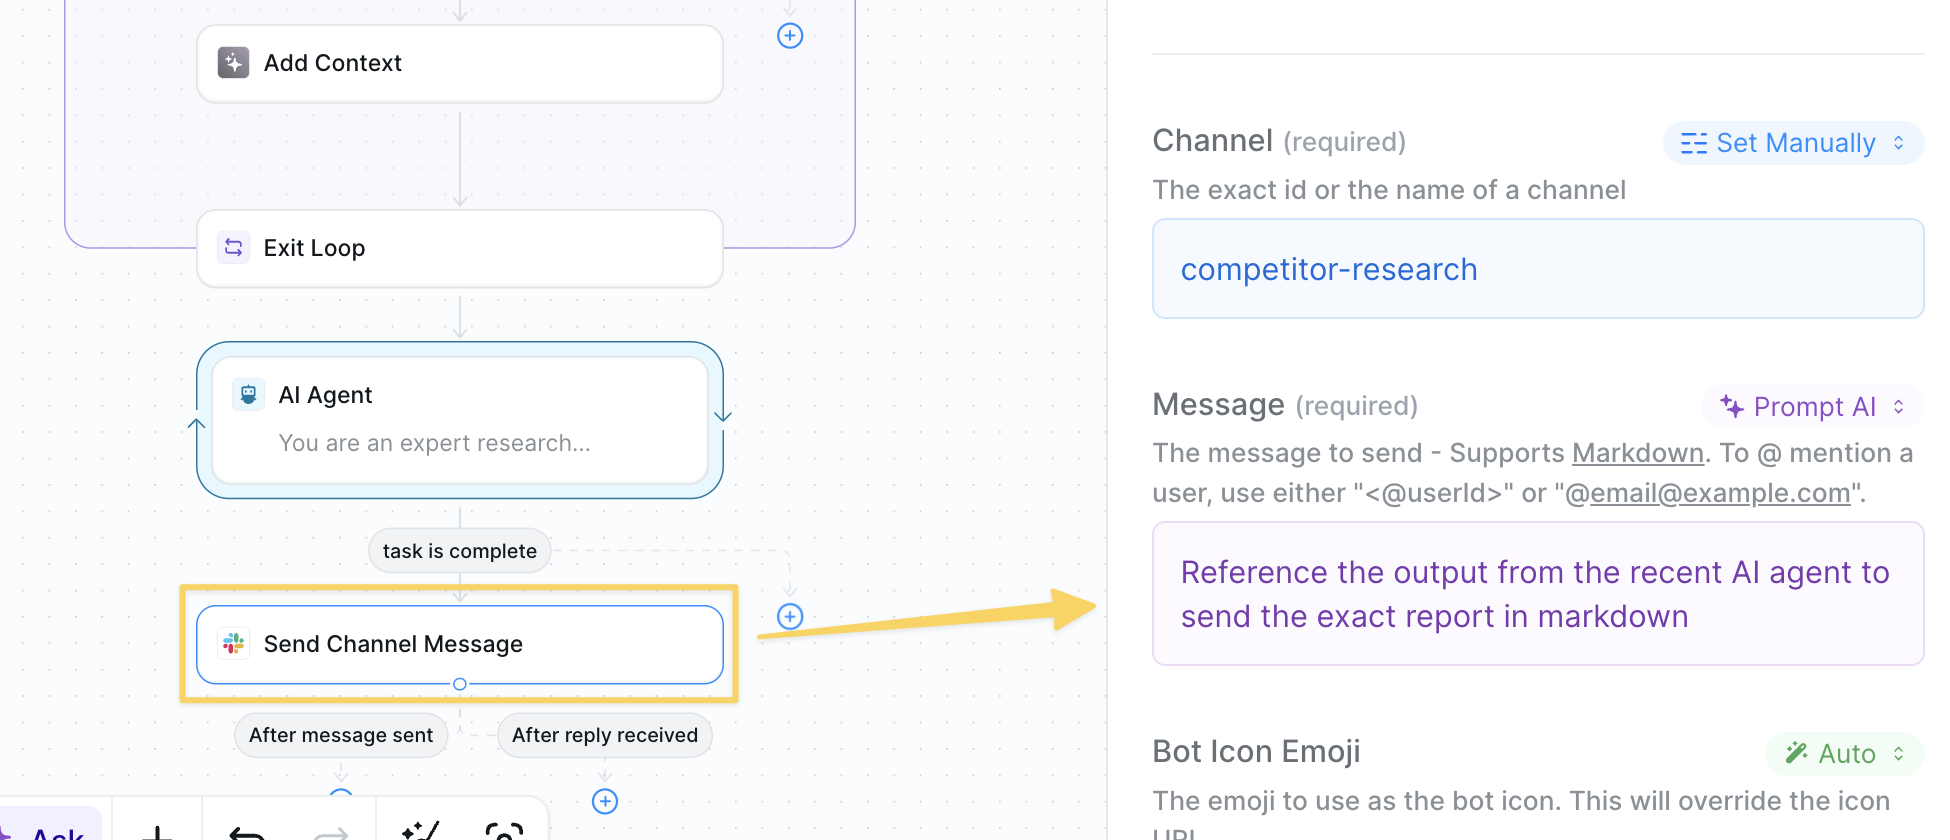 Add Context
Exit Loop
AI Agent
You are an expert research...
task is complete
Send Channel Message
After message sent
After reply received
Ask
Channel (required)
Set Manually
The exact id or the name of a channel
competitor-research
Message (required)
Prompt AI
The message to send - Supports Markdown. To @ mention a
user, use either "<@userId>" or "@email@example.com".
Reference the output from the recent AI agent to
send the exact report in markdown
Bot Icon Emoji
Auto
The emoji to use as the bot icon. This will override the icon
URL